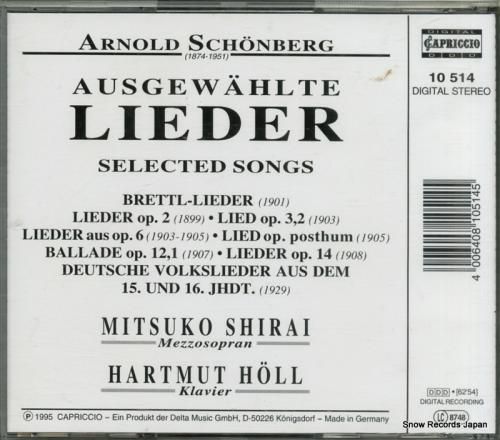 ARNOLD SCHÖNBERG
(1874-1951)
DIGITAL
CAPRICCIO
DDD
10 514
DIGITAL STEREO
AUSGEWÄHLTE
LIEDER
SELECTED SONGS
BRETTL-LIEDER (1901)
LIEDER op. 2 (1899) • LIED op. 3,2 (1903)
LIEDER aus op. 6 (1903-1905) • LIED op. posthum (1905)
BALLADE op. 12,1 (1907) • LIEDER op. 14 (1908)
DEUTSCHE VOLKSLIEDER AUS DEM
15. UND 16. JHDT. (1929)
4 006408 105145
MITSUKO SHIRAI
Mezzosopran
HARTMUT HÖLL
Klavier
DDD • [62'54]
DIGITAL RECORDING
℗ 1995 CAPRICCIO – Ein Produkt der Delta Music GmbH, D-50226 Königsdorf – Made in Germany
LC 8748
Snow Records Japan